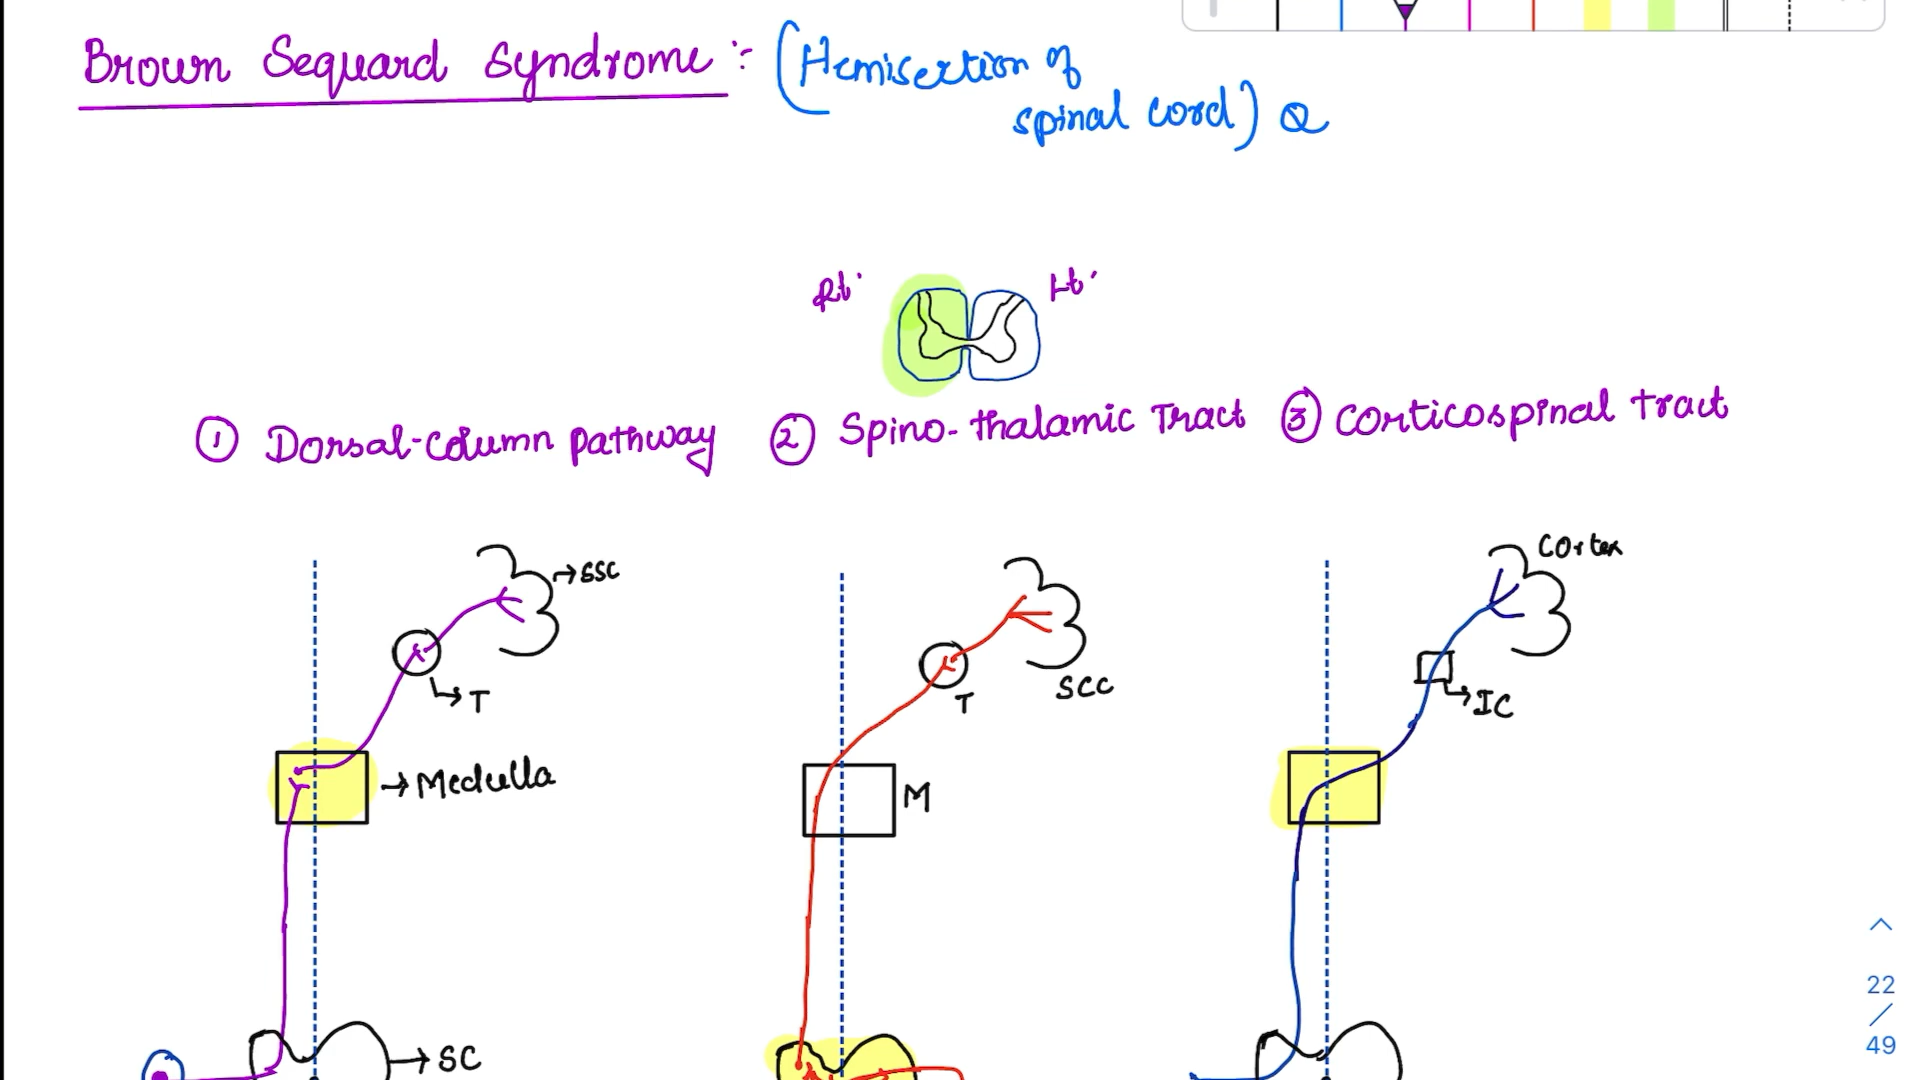 Brown Sequard Syndrome :- (Hemisection of
spinal cord) Q
Rt.
Lt.
① Dorsal-column pathway ② Spino-thalamic Tract ③ corticospinal tract
SSC
T
Medulla
SC
SCC
T
M
Cortex
IC
22
/
49